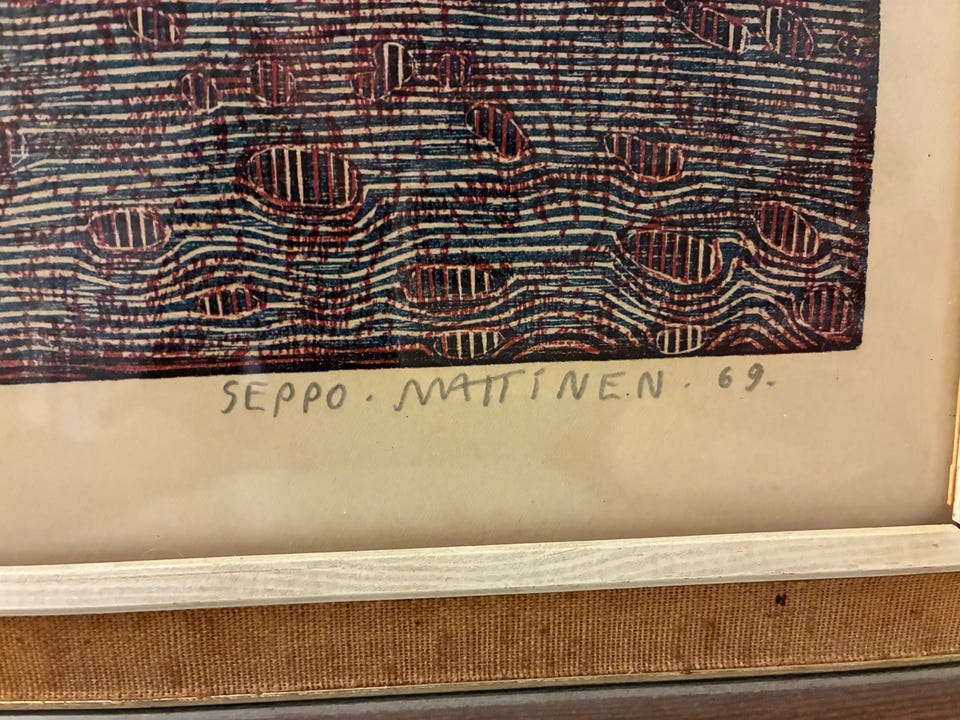 SEPPO. MATTINEN. 69.